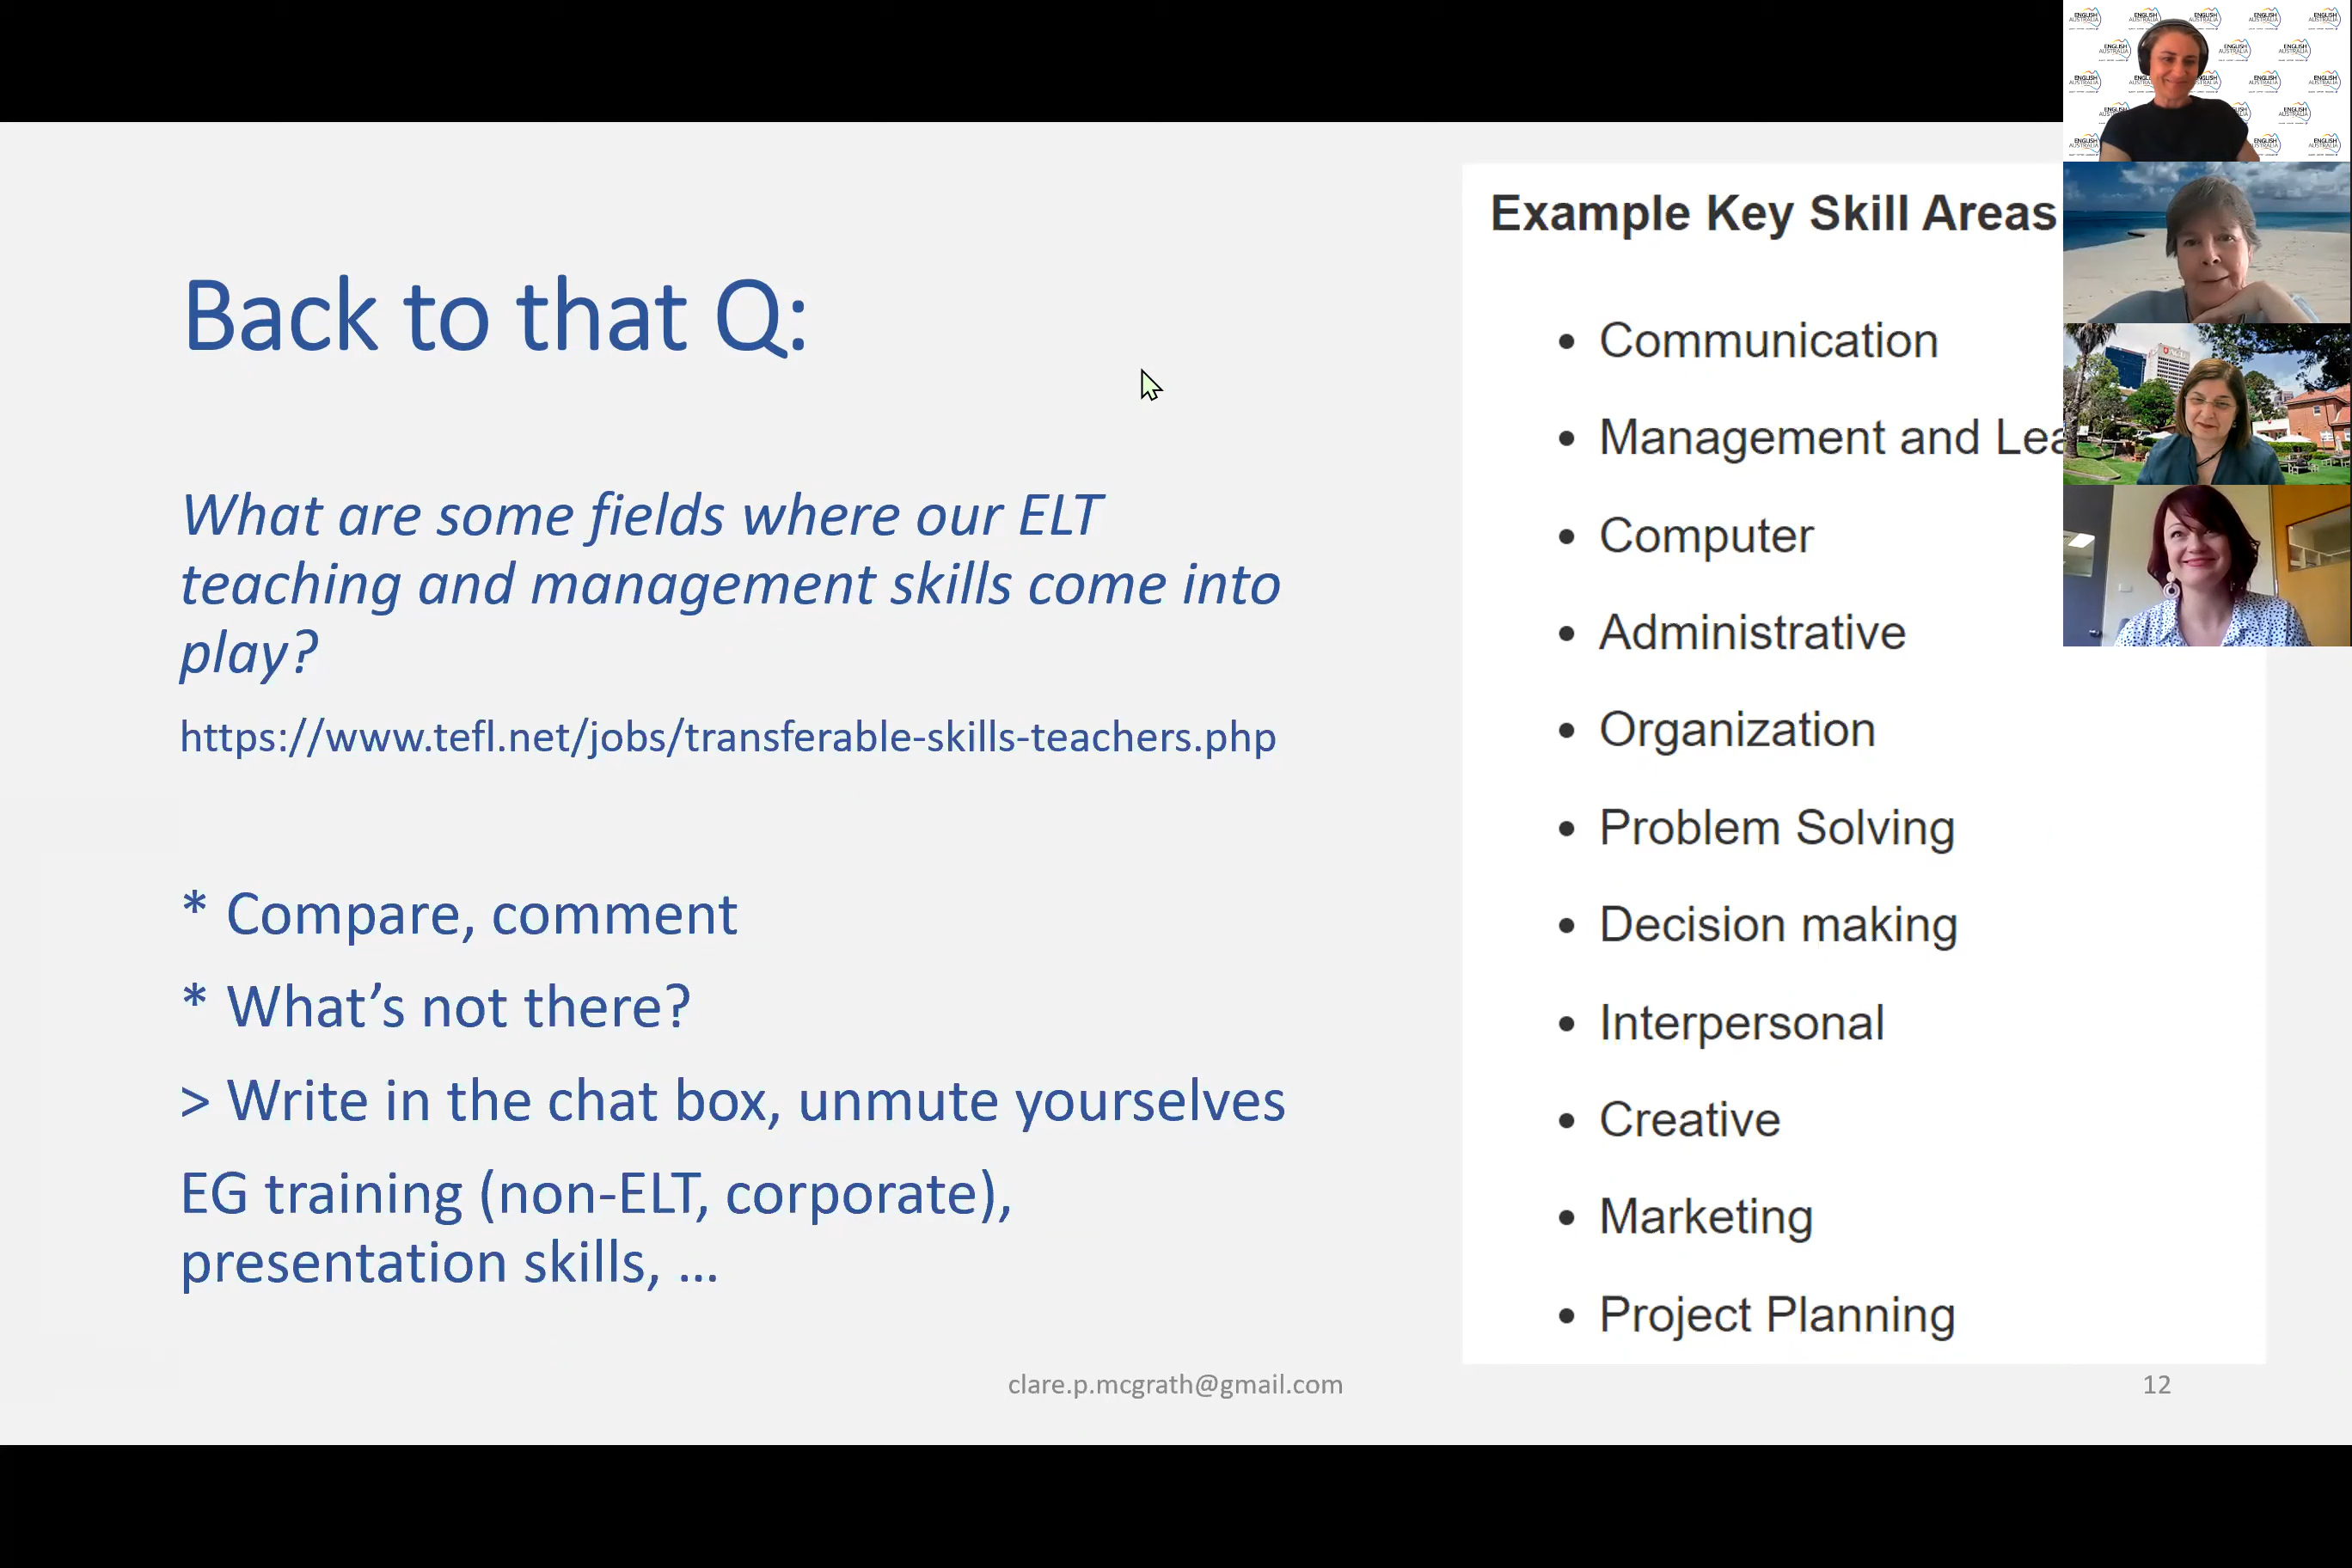 Back to that Q:
What are some fields where our ELT
teaching and management skills come into
play?
https://www.tefl.net/jobs/transferable-skills-teachers.php
* Compare, comment
* What’s not there?
> Write in the chat box, unmute yourselves
EG training (non-ELT, corporate),
presentation skills, …
Example Key Skill Areas
• Communication
• Management and Lea
• Computer
• Administrative
• Organization
• Problem Solving
• Decision making
• Interpersonal
• Creative
• Marketing
• Project Planning
clare.p.mcgrath@gmail.com
12
ENGLISH
AUSTRALIA